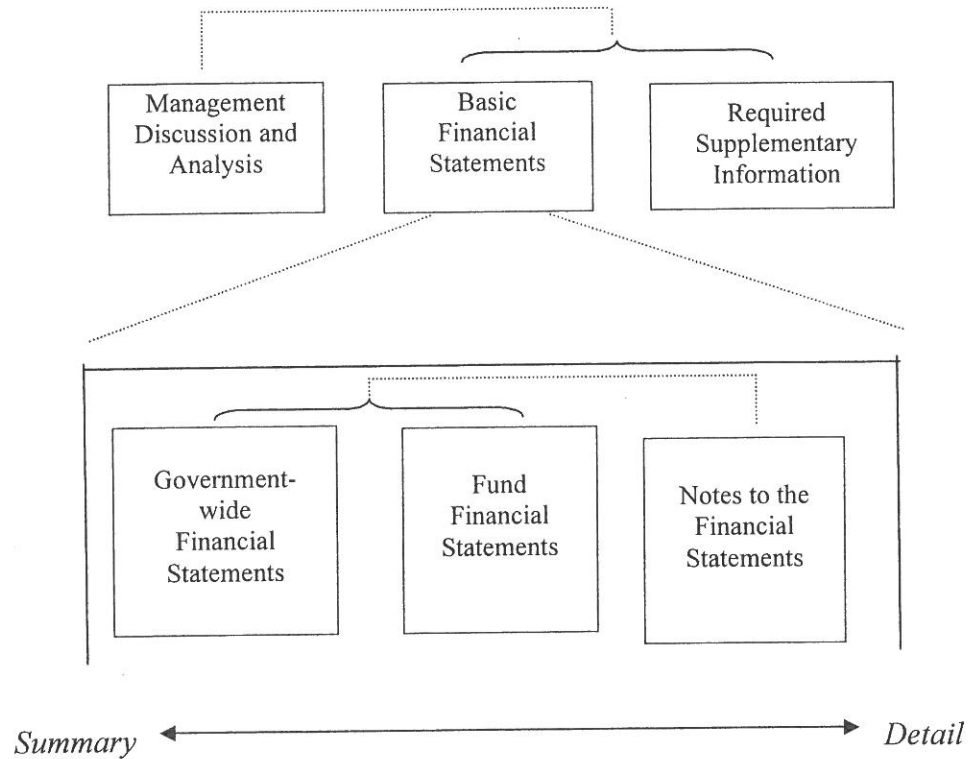 Management
Discussion and
Analysis
Basic
Financial
Statements
Required
Supplementary
Information
Government-
wide
Financial
Statements
Fund
Financial
Statements
Notes to the
Financial
Statements
Summary
Detail